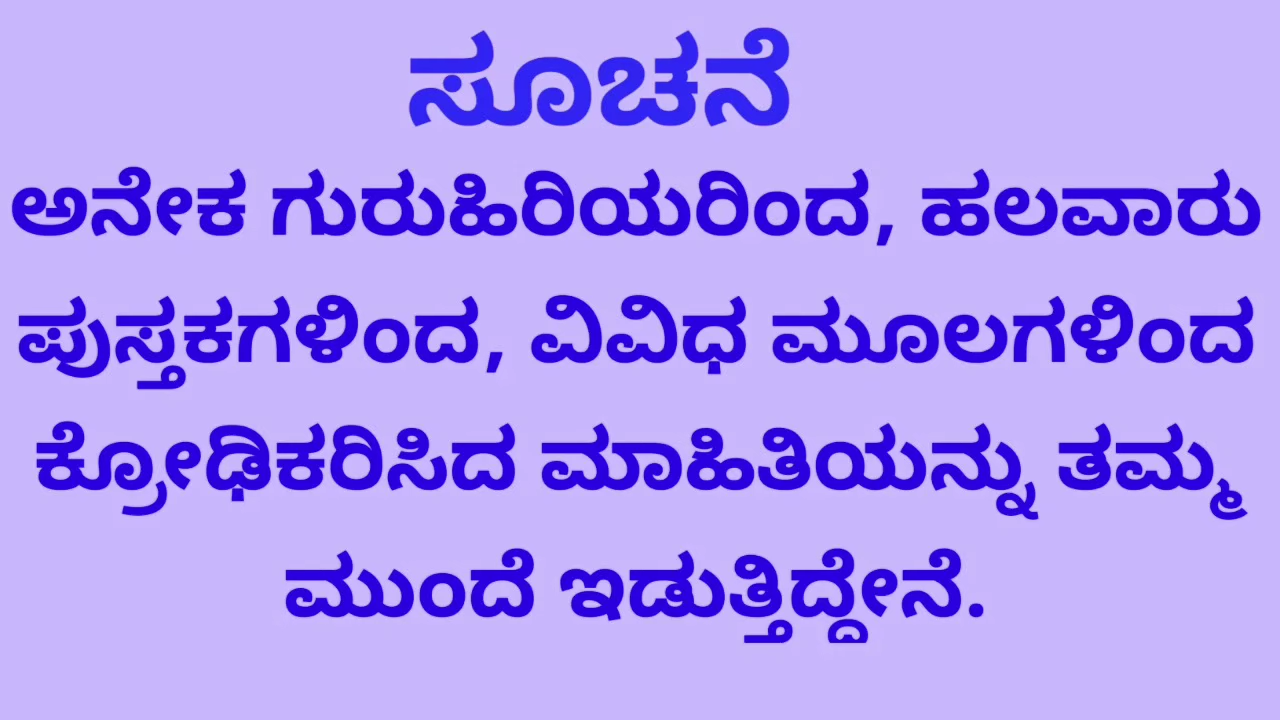 ಸೂಚನೆ
ಅನೇಕ ಗುರುಹಿರಿಯರಿಂದ, ಹಲವಾರು
ಪುಸ್ತಕಗಳಿಂದ, ವಿವಿಧ ಮೂಲಗಳಿಂದ
ಕ್ರೋಢಿಕರಿಸಿದ ಮಾಹಿತಿಯನ್ನು ತಮ್ಮ
ಮುಂದೆ ಇಡುತ್ತಿದ್ದೇನೆ.